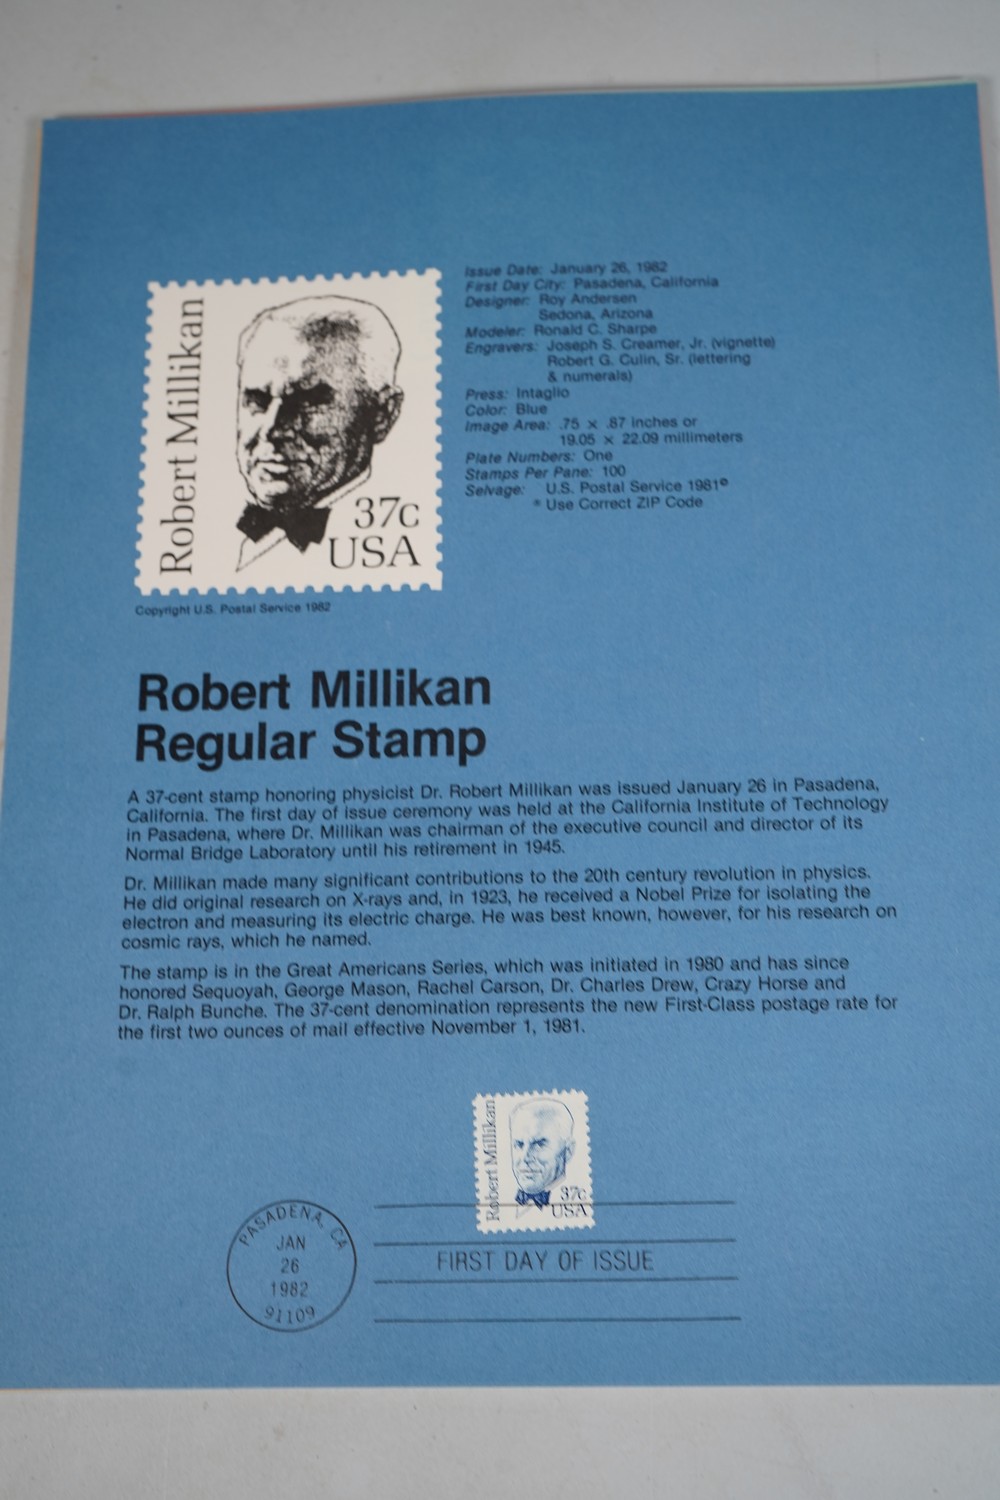 Robert Millikan
37c
USA
Copyright U.S. Postal Service 1982
Issue Date: January 26, 1982
First Day City: Pasadena, California
Designer: Roy Andersen
Sedona, Arizona
Modeler: Ronald C. Sharpe
Engravers: Joseph S. Creamer, Jr. (vignette)
Robert G. Culin, Sr. (lettering
& numerals)
Press: Intaglio
Color: Blue
Image Area: .75 × .87 inches or
19.05 × 22.09 millimeters
Plate Numbers: One
Stamps Per Pane: 100
Selvage: U.S. Postal Service 1981©
® Use Correct ZIP Code
Robert Millikan
Regular Stamp
A 37-cent stamp honoring physicist Dr. Robert Millikan was issued January 26 in Pasadena,
California. The first day of issue ceremony was held at the California Institute of Technology
in Pasadena, where Dr. Millikan was chairman of the executive council and director of its
Normal Bridge Laboratory until his retirement in 1945.
Dr. Millikan made many significant contributions to the 20th century revolution in physics.
He did original research on X-rays and, in 1923, he received a Nobel Prize for isolating the
electron and measuring its electric charge. He was best known, however, for his research on
cosmic rays, which he named.
The stamp is in the Great Americans Series, which was initiated in 1980 and has since
honored Sequoyah, George Mason, Rachel Carson, Dr. Charles Drew, Crazy Horse and
Dr. Ralph Bunche. The 37-cent denomination represents the new First-Class postage rate for
the first two ounces of mail effective November 1, 1981.
Robert Millikan
37c
USA
PASADENA, CA
JAN
26
1982
91109
FIRST DAY OF ISSUE